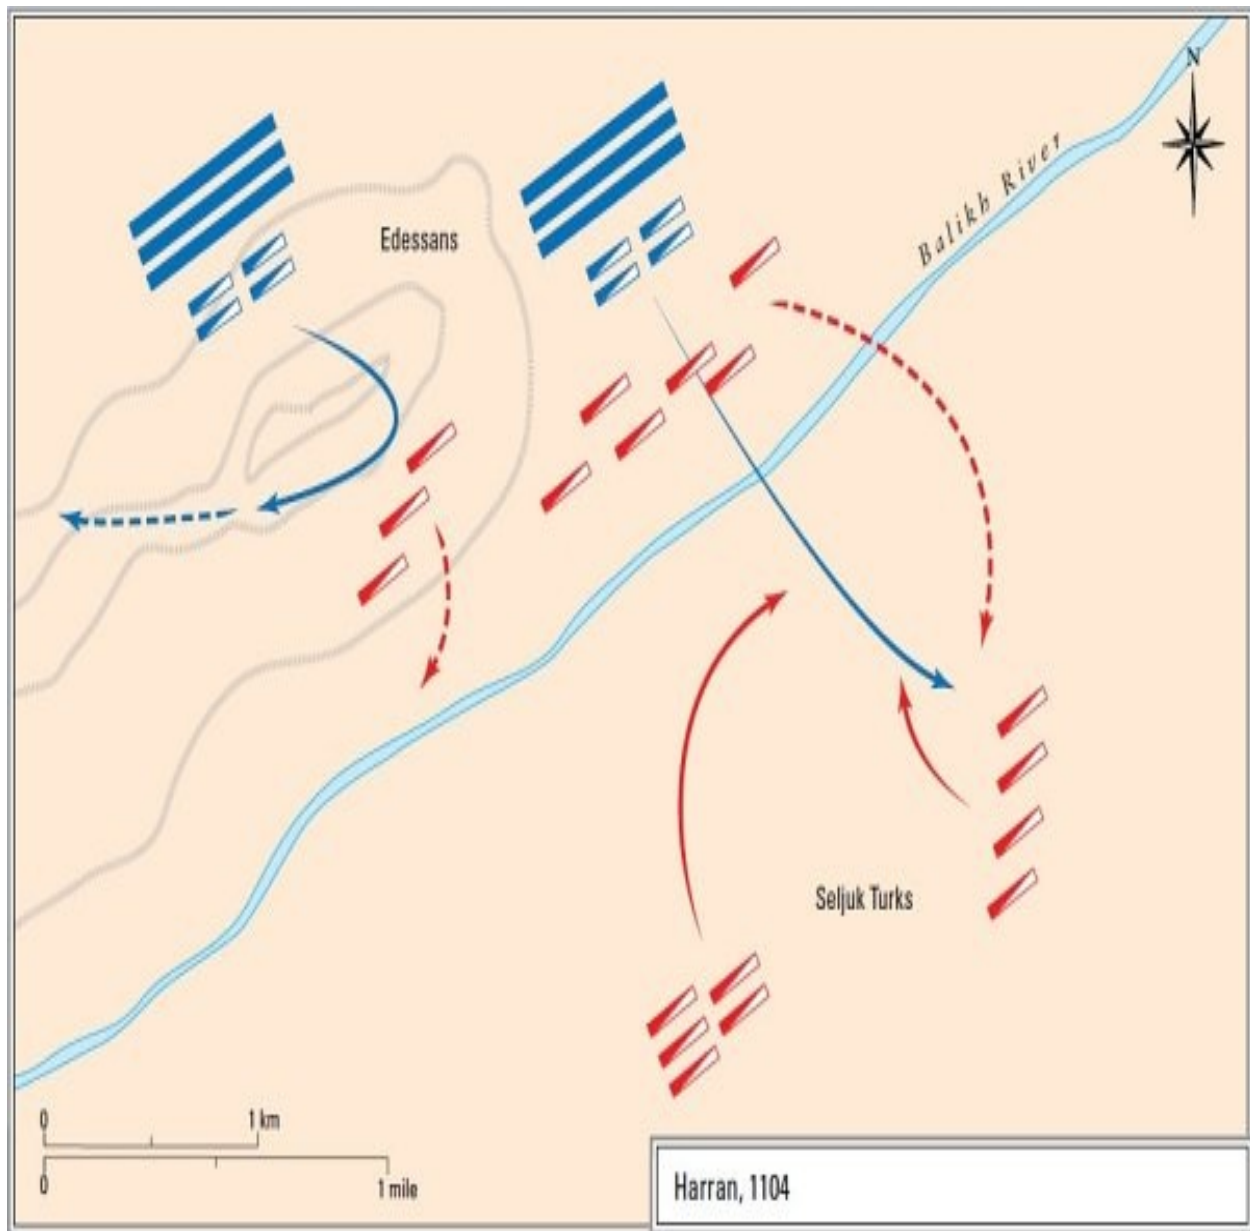 N
Balikh River
Edessans
Seljuk Turks
0 1 km
0 1 mile
Harran, 1104